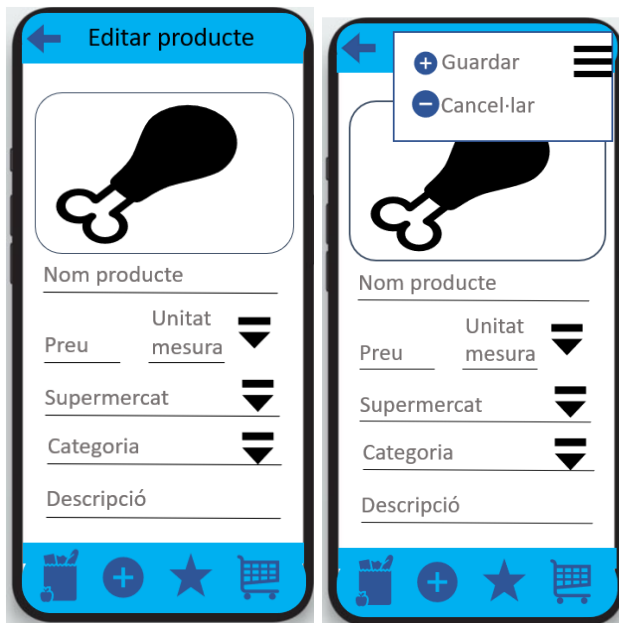 Editar producte
Nom producte
Unitat
Preu mesura
Supermercat
Categoria
Descripció
Guardar
Cancel·lar
Nom producte
Unitat
Preu mesura
Supermercat
Categoria
Descripció